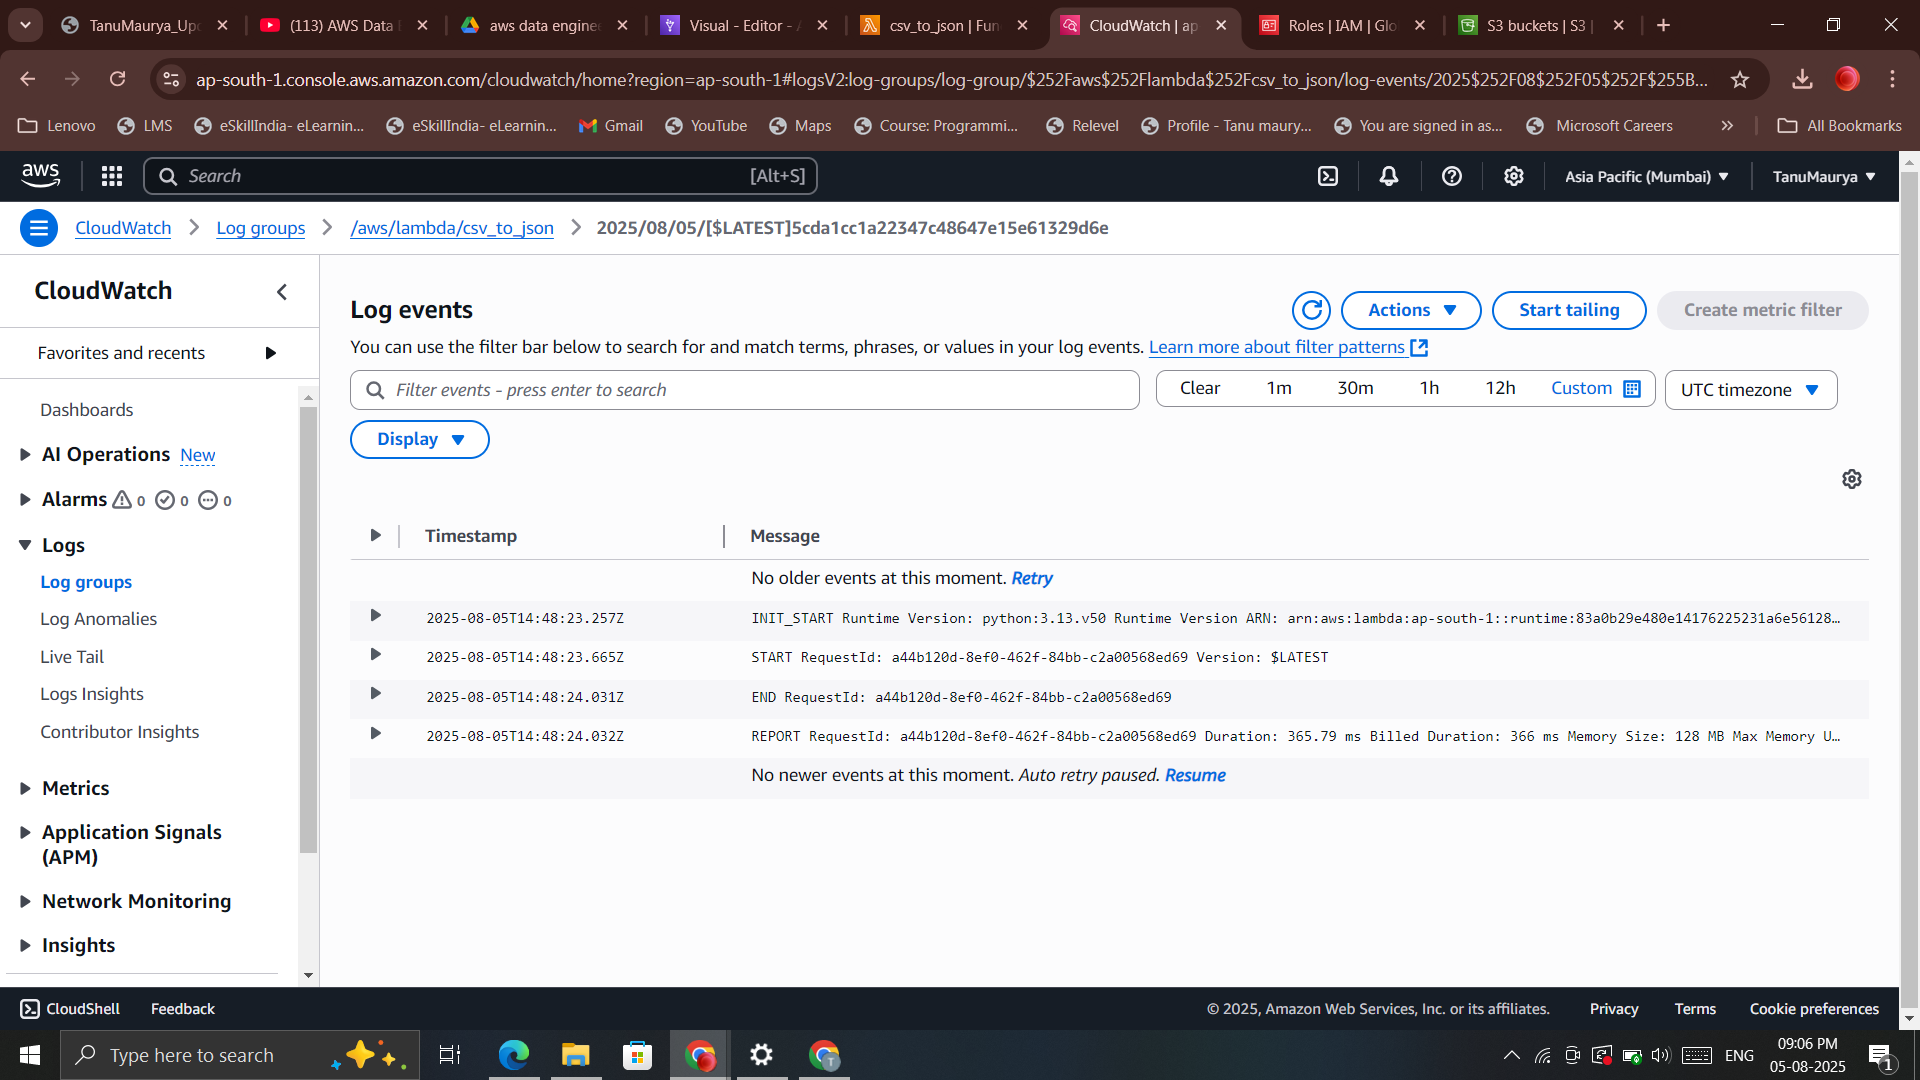 TanuMaurya_Upd
(113) AWS Data E
aws data enginee
Visual - Editor - A
csv_to_json | Fun
CloudWatch | ap
Roles | IAM | Glo
S3 buckets | S3 |
ap-south-1.console.aws.amazon.com/cloudwatch/home?region=ap-south-1#logsV2:log-groups/log-group/$252Faws$252Flambda$252Fcsv_to_json/log-events/2025$252F08$252F05$252F$255B...
Lenovo
LMS
eSkillIndia- eLearnin...
eSkillIndia- eLearnin...
Gmail
YouTube
Maps
Course: Programmi...
Relevel
Profile - Tanu maury...
You are signed in as...
Microsoft Careers
All Bookmarks
aws
Search
[Alt+S]
Asia Pacific (Mumbai)
TanuMaurya
CloudWatch
Log groups
/aws/lambda/csv_to_json
2025/08/05/[$LATEST]5cda1cc1a22347c48647e15e61329d6e
CloudWatch
Favorites and recents
Dashboards
AI Operations New
Alarms 0 0 0
Logs
Log groups
Log Anomalies
Live Tail
Logs Insights
Contributor Insights
Metrics
Application Signals
(APM)
Network Monitoring
Insights
Log events
Actions
Start tailing
Create metric filter
You can use the filter bar below to search for and match terms, phrases, or values in your log events. Learn more about filter patterns
Filter events - press enter to search
Clear 1m 30m 1h 12h Custom
UTC timezone
Display
Timestamp Message
No older events at this moment. Retry
2025-08-05T14:48:23.257Z INIT_START Runtime Version: python:3.13.v50 Runtime Version ARN: arn:aws:lambda:ap-south-1::runtime:83a0b29e480e14176225231a6e56128...
2025-08-05T14:48:23.665Z START RequestId: a44b120d-8ef0-462f-84bb-c2a00568ed69 Version: $LATEST
2025-08-05T14:48:24.031Z END RequestId: a44b120d-8ef0-462f-84bb-c2a00568ed69
2025-08-05T14:48:24.032Z REPORT RequestId: a44b120d-8ef0-462f-84bb-c2a00568ed69 Duration: 365.79 ms Billed Duration: 366 ms Memory Size: 128 MB Max Memory U...
No newer events at this moment. Auto retry paused. Resume
CloudShell
Feedback
© 2025, Amazon Web Services, Inc. or its affiliates.
Privacy
Terms
Cookie preferences
Type here to search
T
ENG
09:06 PM
05-08-2025
1